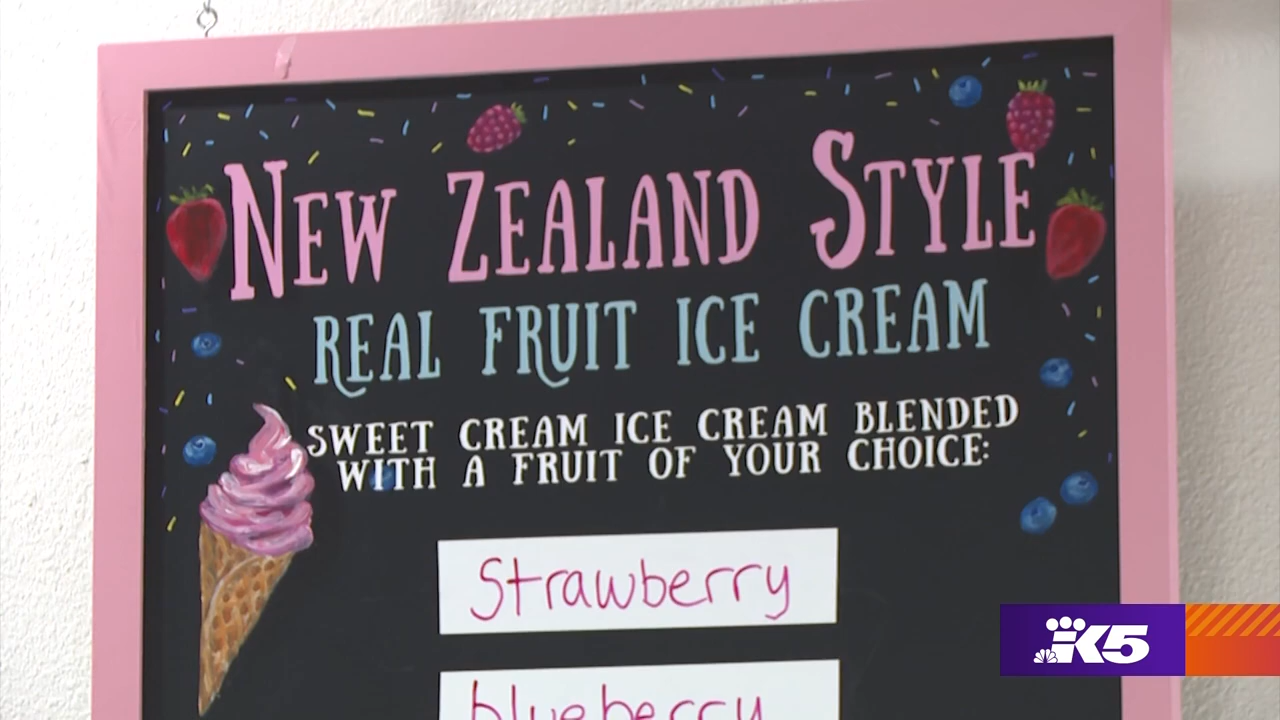 NEW ZEALAND STYLE
REAL FRUIT ICE CREAM
SWEET CREAM ICE CREAM BLENDED
WITH A FRUIT OF YOUR CHOICE:
Strawberry
blueberry
K5